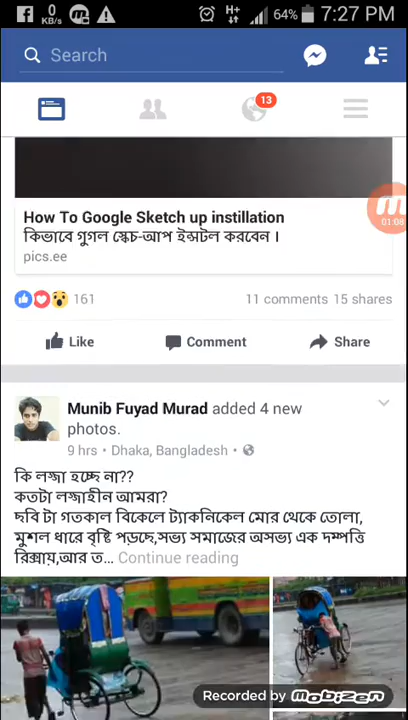 0
KB/s
H+
64%
7:27 PM
Search
13
How To Google Sketch up instillation
কিভাবে গুগল স্কেচ-আপ ইন্সটল করবেন ।
pics.ee
01:08
161
11 comments 15 shares
Like
Comment
Share
Munib Fuyad Murad added 4 new
photos.
9 hrs • Dhaka, Bangladesh •
কি লজ্জা হচ্ছে না??
কতটা লজ্জাহীন আমরা?
ছবি টা গতকাল বিকেলে ট্যাকনিকেল মোর থেকে তোলা,
মুশল ধারে বৃষ্টি পড়ছে,সভ্য সমাজের অসভ্য এক দম্পত্তি
রিক্সায়,আর ত... Continue reading
Recorded by Mobizen